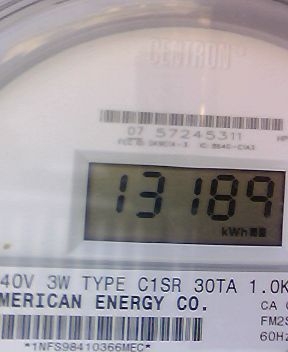 CENTRON
07 57245311
13189
kWh
40V 3W TYPE C1SR 30TA 1.0K
MERICAN ENERGY CO.
CA
FM2S
60Hz
*1NFS98410366MEC*